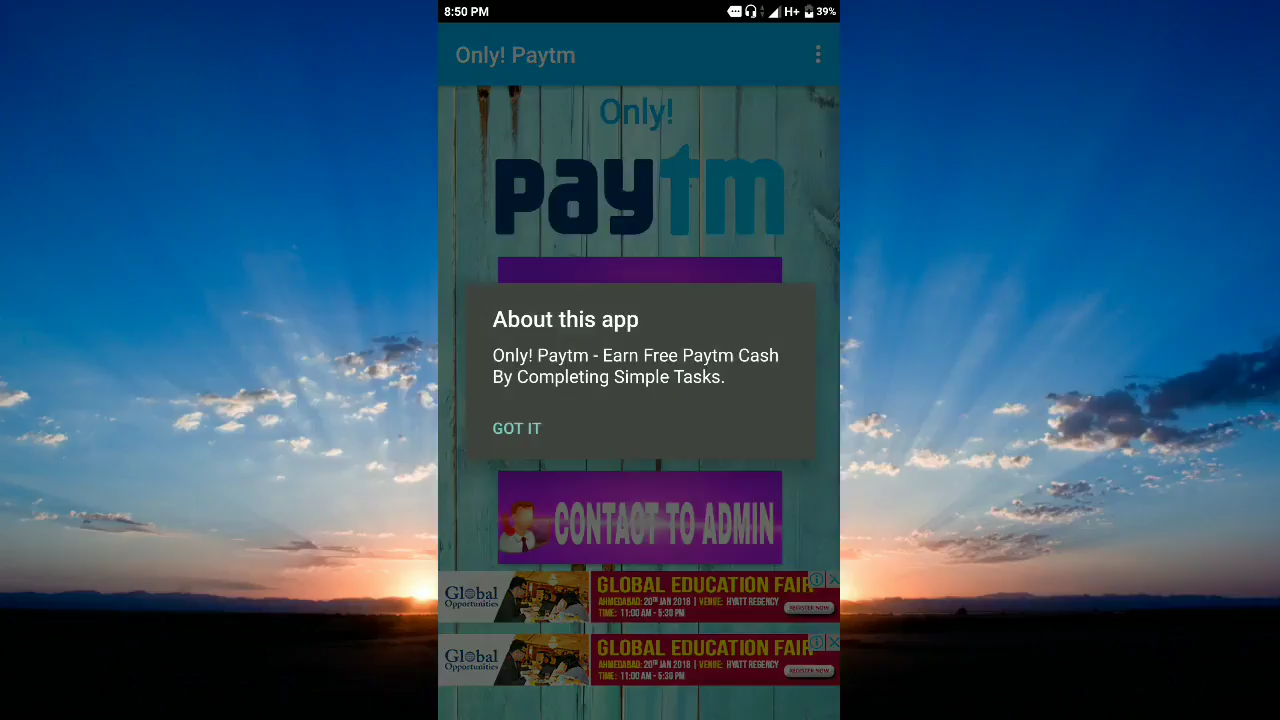 8:50 PM
H+
39%
Only! Paytm
Only!
paytm
About this app
Only! Paytm - Earn Free Paytm Cash
By Completing Simple Tasks.
GOT IT
CONTACT TO ADMIN
Global
Opportunities
GLOBAL EDUCATION FAIR
AHMEDABAD: 20TH JAN 2018 | VENUE: HYATT REGENCY
TIME: 11:00 AM - 5:30 PM
REGISTER NOW
Global
Opportunities
GLOBAL EDUCATION FAIR
AHMEDABAD: 20TH JAN 2018 | VENUE: HYATT REGENCY
TIME: 11:00 AM - 5:30 PM
REGISTER NOW